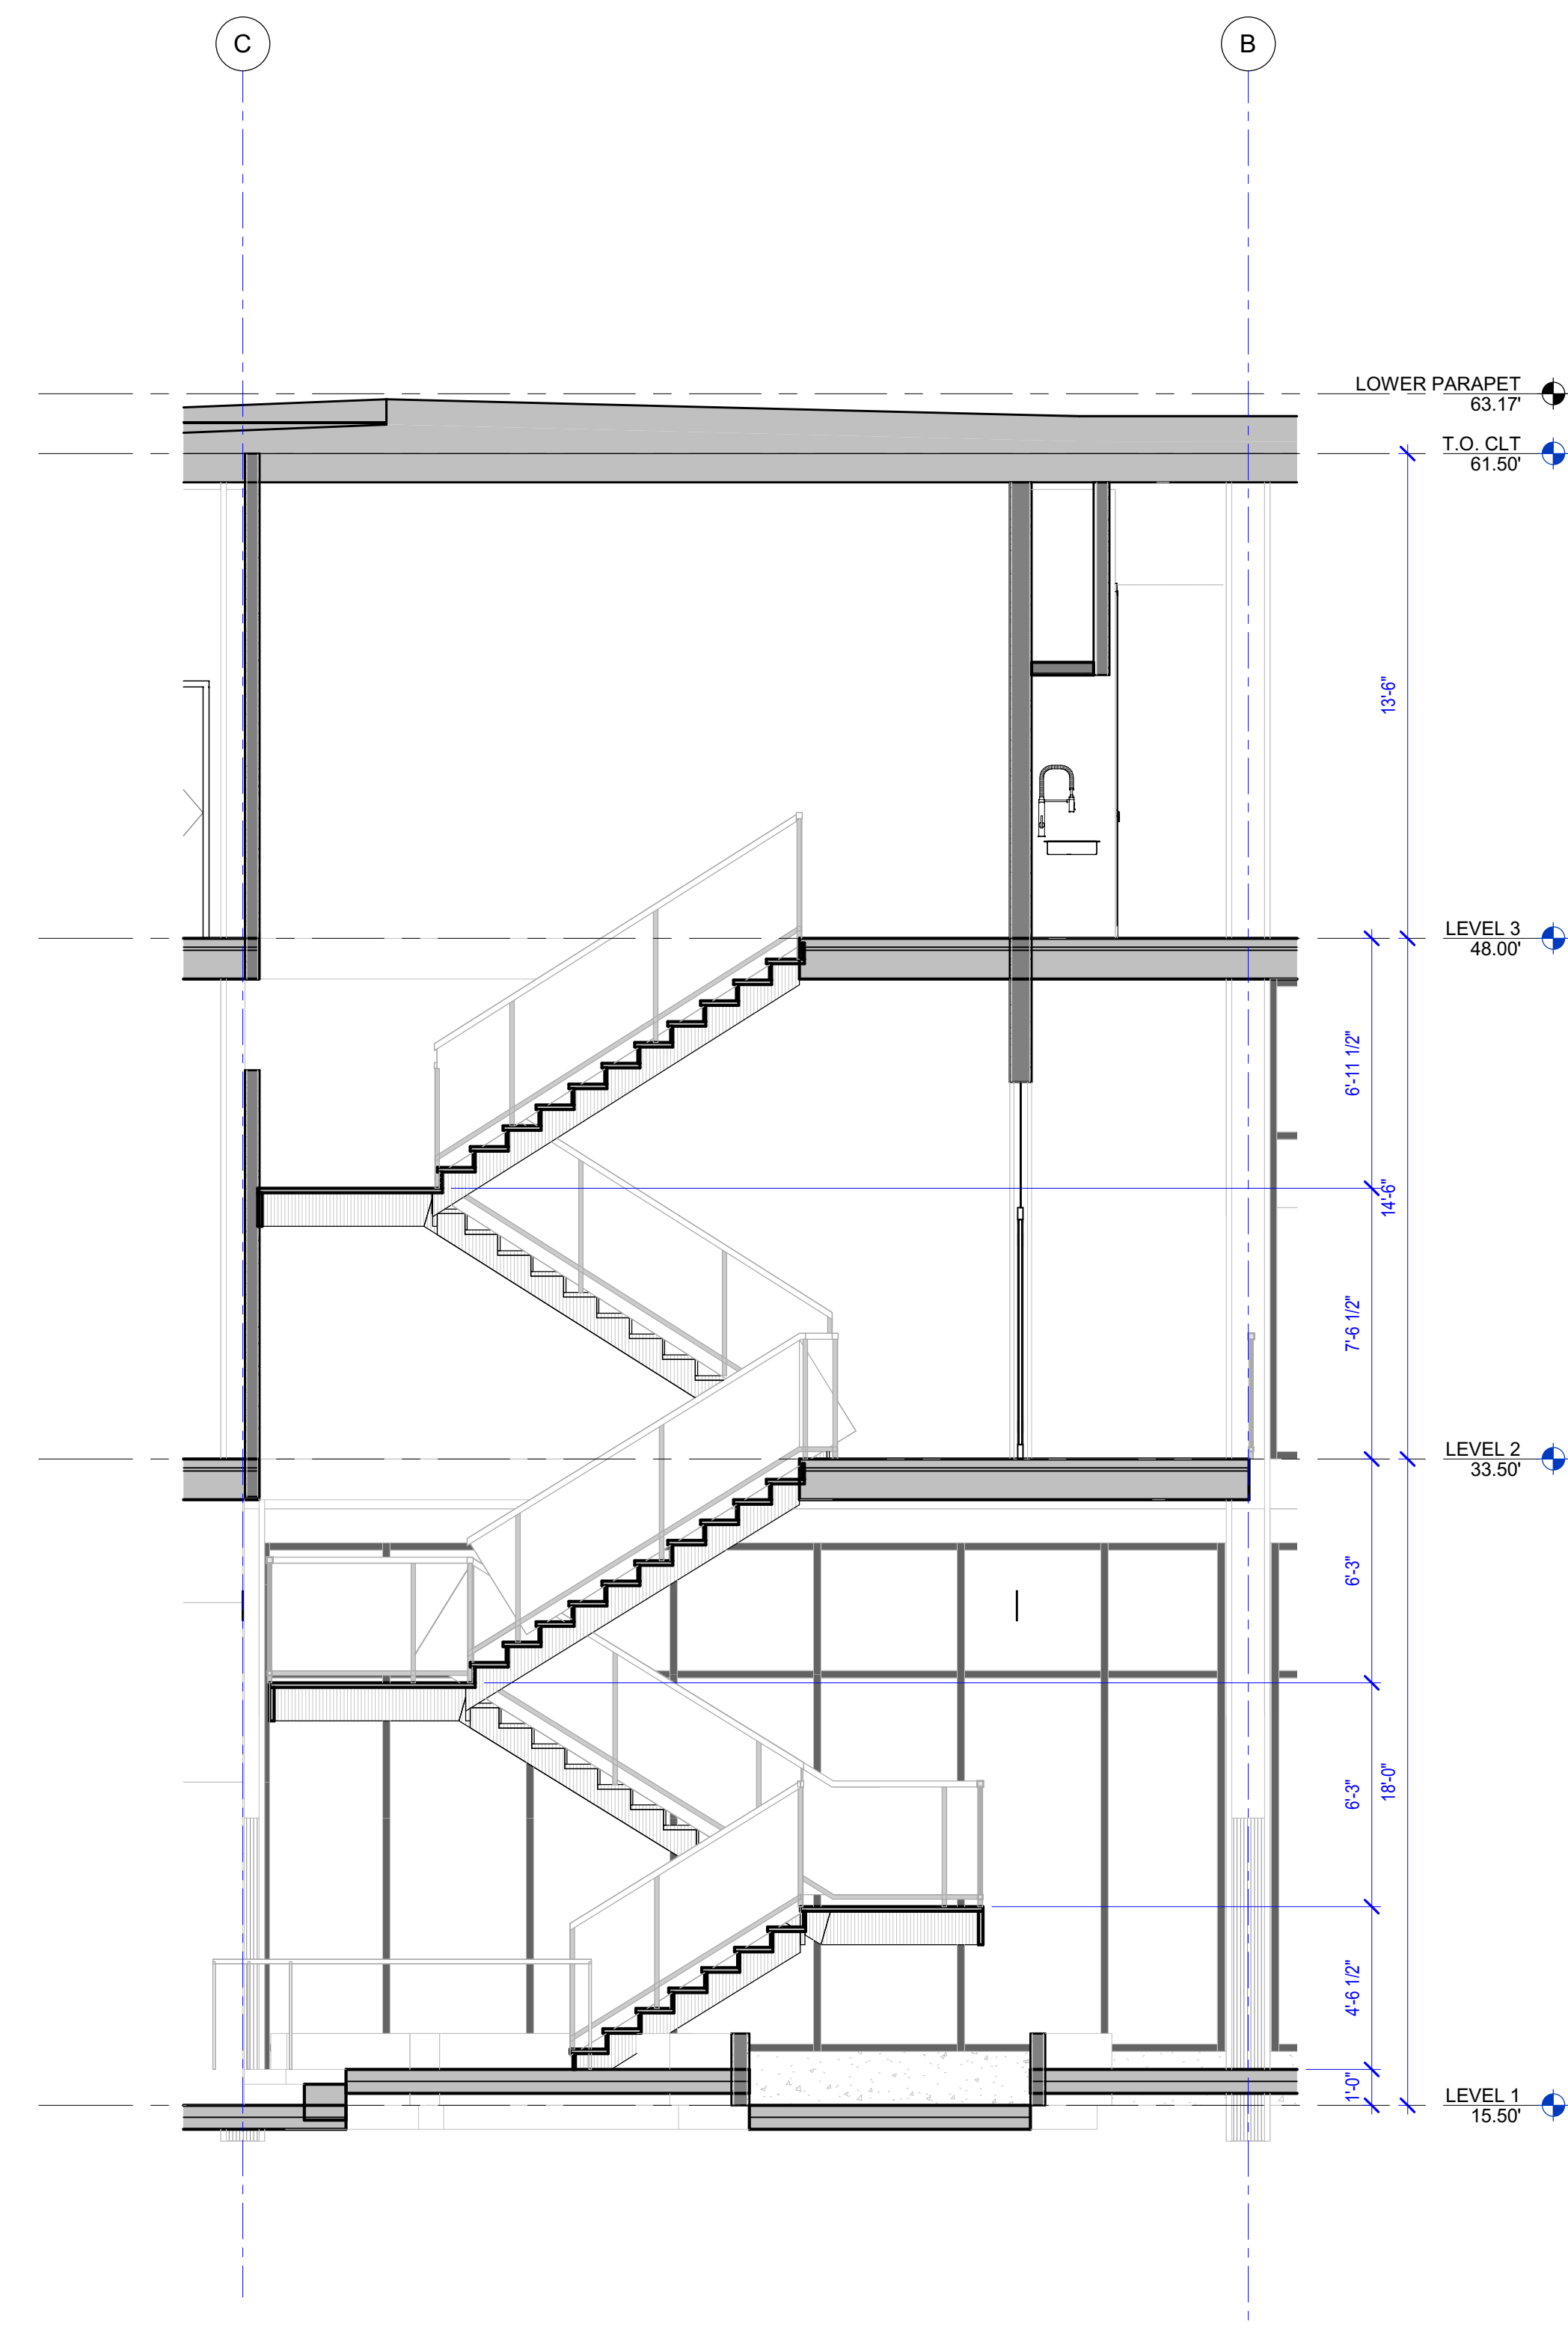 C
B
LOWER PARAPET
63.17'
T.O. CLT
61.50'
13'-6"
LEVEL 3
48.00'
6'-11 1/2"
14'-6"
7'-6 1/2"
LEVEL 2
33.50'
6'-3"
6'-3"
18'-0"
4'-6 1/2"
1'-0"
LEVEL 1
15.50'